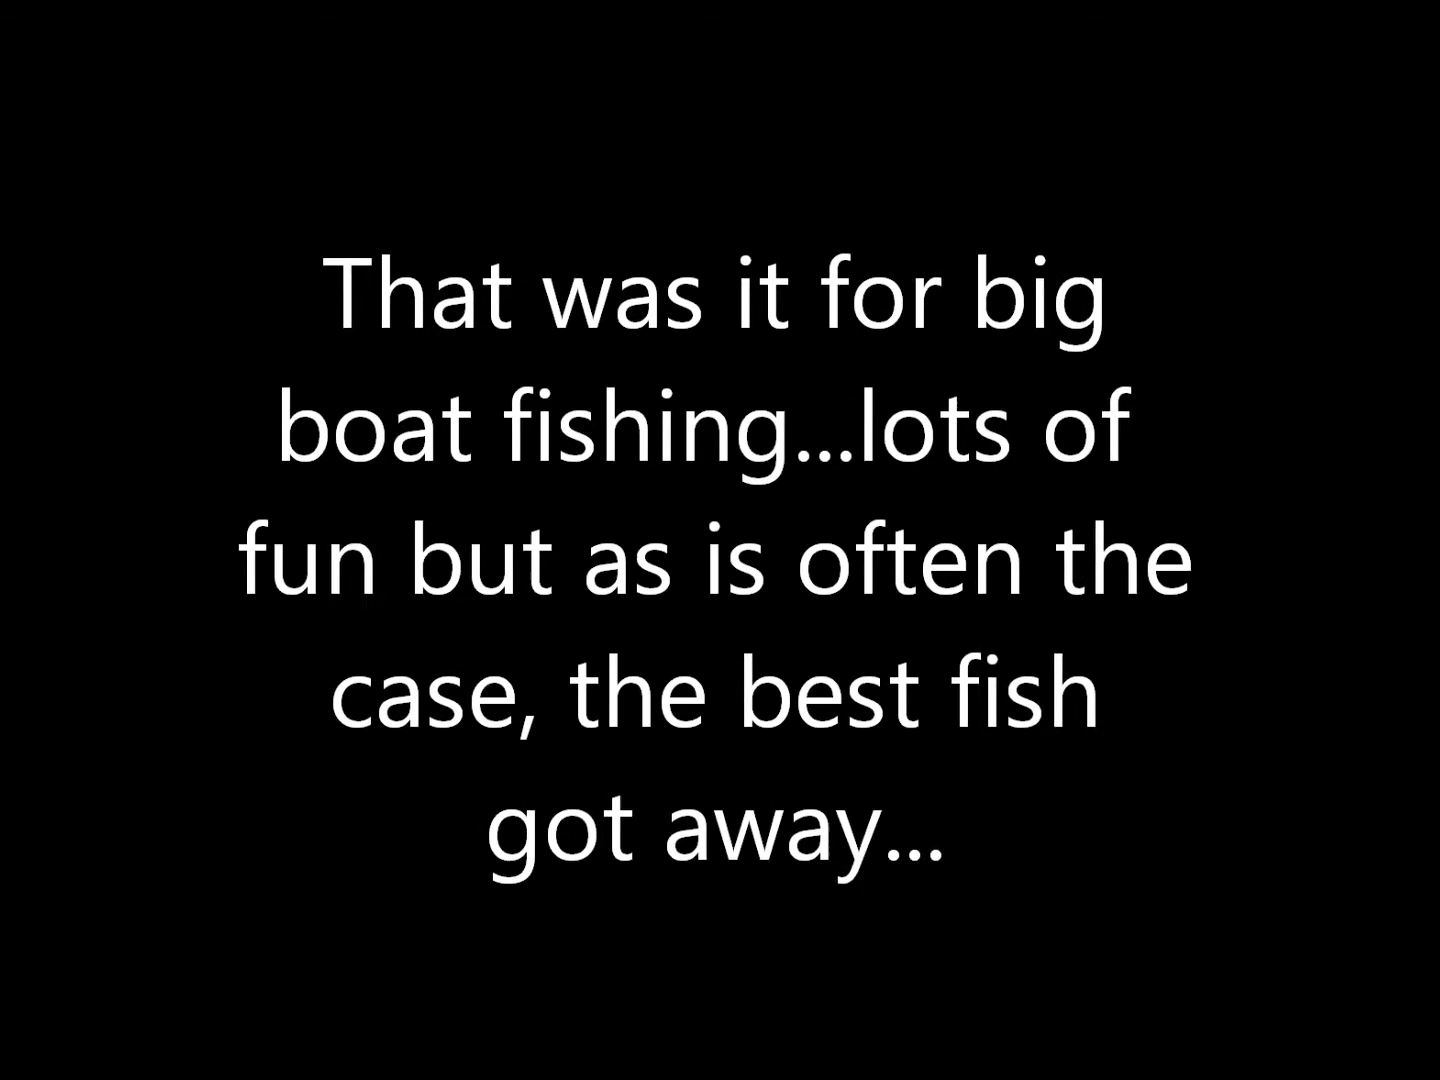 That was it for big
boat fishing...lots of
fun but as is often the
case, the best fish
got away...